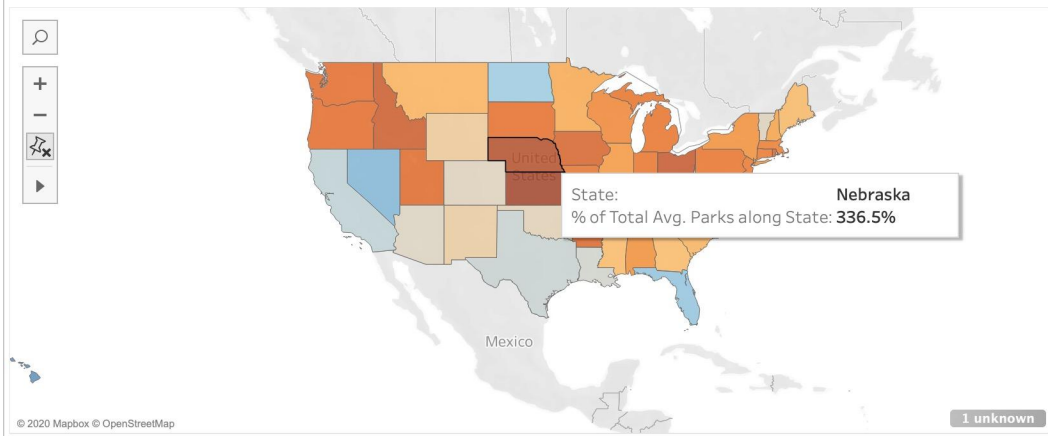 United
States
State: Nebraska
% of Total Avg. Parks along State: 336.5%
Mexico
© 2020 Mapbox © OpenStreetMap
1 unknown